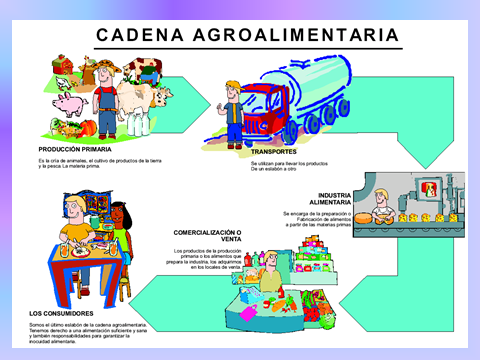 CADENA AGROALIMENTARIA
PRODUCCIÓN PRIMARIA
Es la cría de animales, el cultivo de productos de la tierra
y la pesca. La materia prima.
TRANSPORTES
Se utilizan para llevar los productos
De un eslabón a otro
INDUSTRIA
ALIMENTARIA
Se encarga de la preparación o
Fabricación de alimentos
a partir de las materias primas
COMERCIALIZACIÓN O
VENTA
Los productos de la producción
primaria o los alimentos que
prepara la industria, los adquirimos
en los locales de venta
LOS CONSUMIDORES
Somos el último eslabón de la cadena agroalimentaria.
Tenemos derecho a una alimentación suficiente y sana
y también responsabilidades para garantizar la
inocuidad alimentaria.